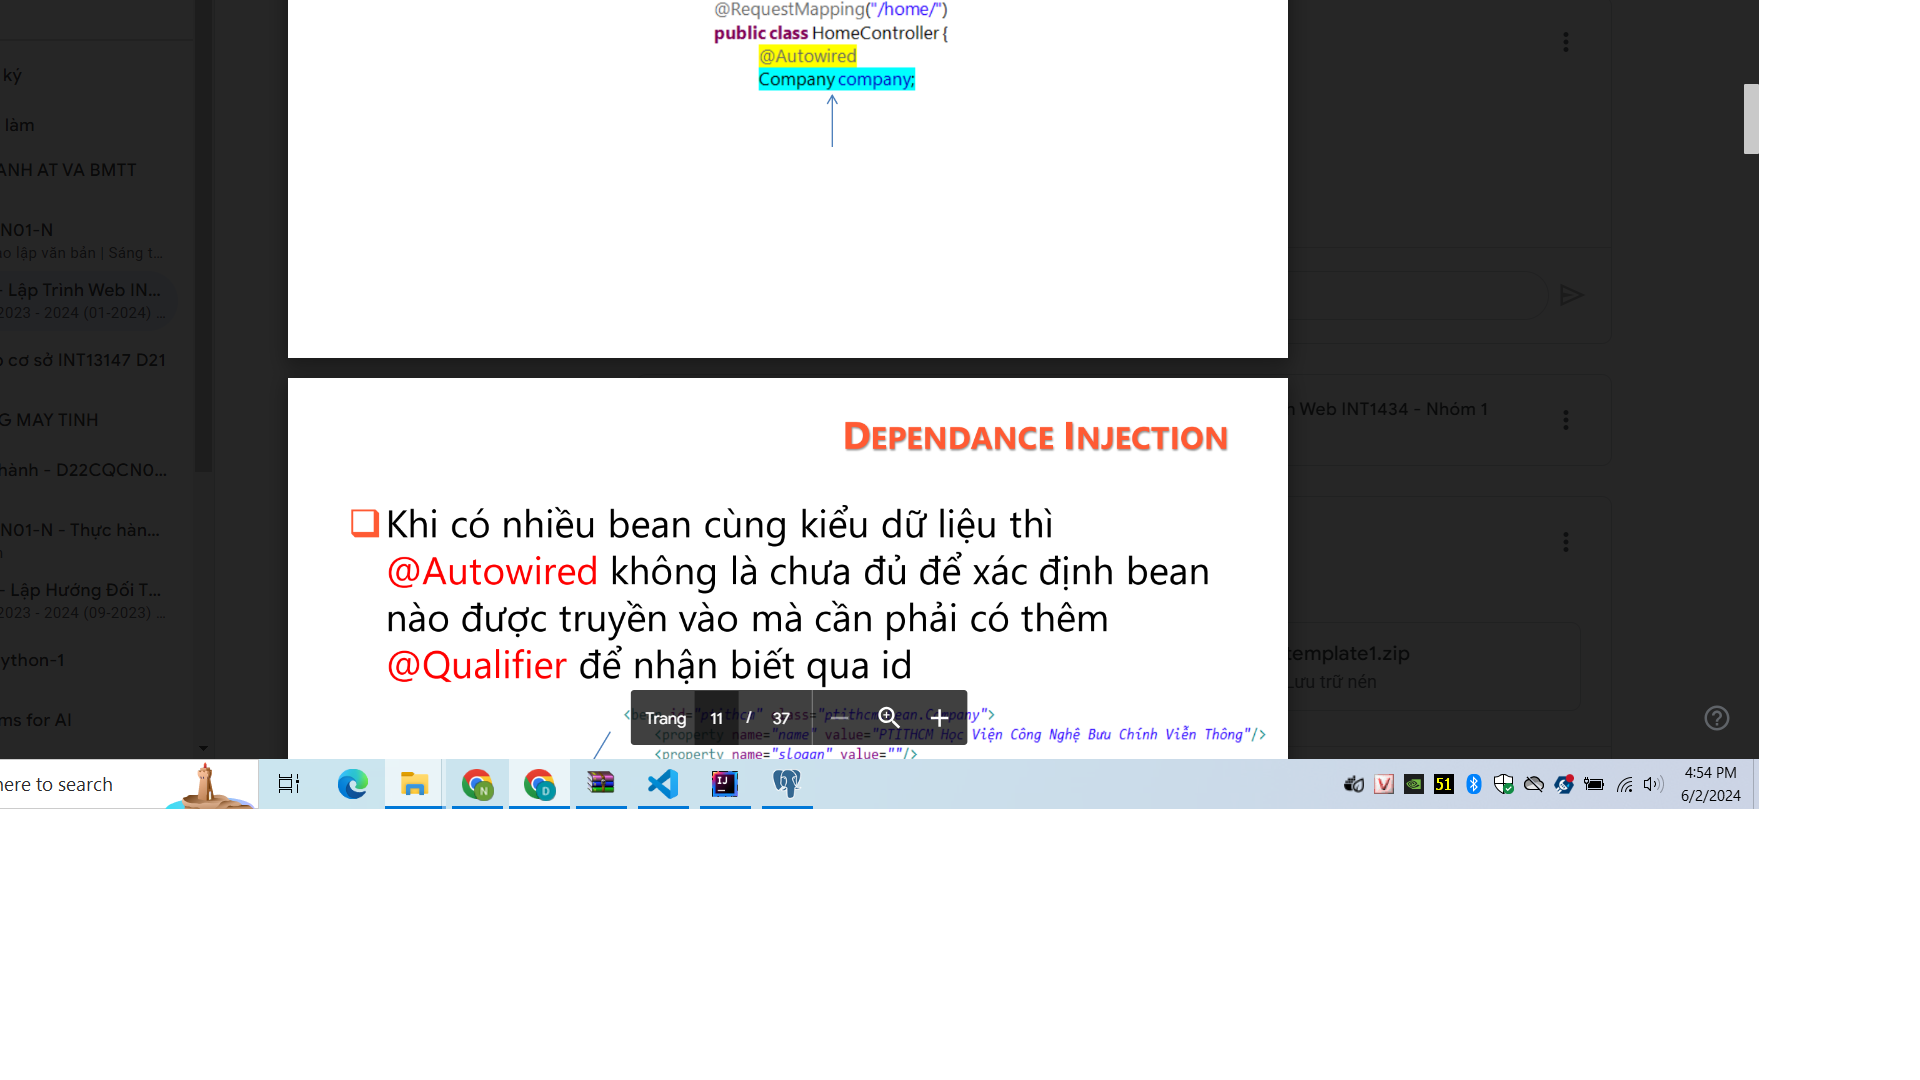 @RequestMapping("/home/")
public class HomeController {
@Autowired
Company company;
ký
làm
ANH AT VA BMTT
N01-N
ao lập văn bản | Sáng t...
- Lập Trình Web IN...
2023 - 2024 (01-2024) ...
cơ sở INT13147 D21
G MAY TINH
hành - D22CQCN0...
N01-N - Thực hàn...
- Lập Hướng Đối T...
2023 - 2024 (09-2023) ...
ython-1
ms for AI
n Web INT1434 - Nhóm 1
template1.zip
Lưu trữ nén
DEPENDANCE INJECTION
Khi có nhiều bean cùng kiểu dữ liệu thì
@Autowired không là chưa đủ để xác định bean
nào được truyền vào mà cần phải có thêm
@Qualifier để nhận biết qua id
<bean id="ptithcm" class="ptithcm.bean.Company">
<property name="name" value="PTITHCM Học Viện Công Nghệ Bưu Chính Viễn Thông"/>
<property name="slogan" value=""/>
Trang 11 / 37
here to search
N
D
IJ
V
51
4:54 PM
6/2/2024